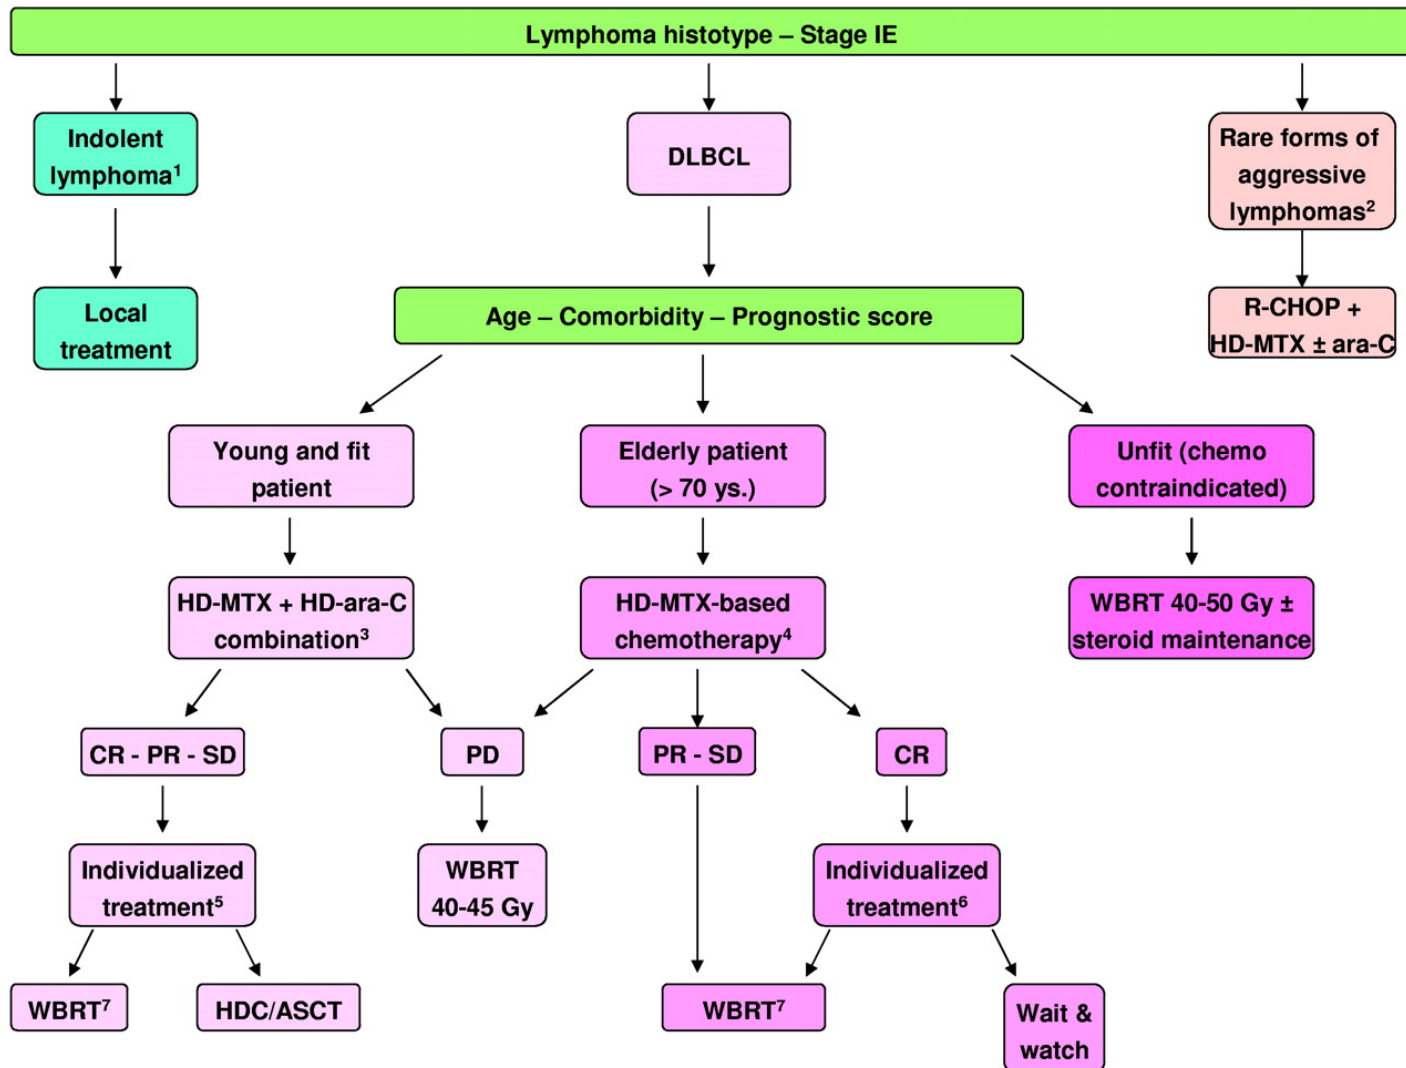 Lymphoma histotype – Stage IE
Indolent
lymphoma¹
DLBCL
Rare forms of
aggressive
lymphomas²
Local
treatment
Age – Comorbidity – Prognostic score
R-CHOP +
HD-MTX ± ara-C
Young and fit
patient
Elderly patient
(> 70 ys.)
Unfit (chemo
contraindicated)
HD-MTX + HD-ara-C
combination³
HD-MTX-based
chemotherapy⁴
WBRT 40-50 Gy ±
steroid maintenance
CR - PR - SD
PD
PR - SD
CR
Individualized
treatment⁵
WBRT
40-45 Gy
Individualized
treatment⁶
WBRT⁷
HDC/ASCT
WBRT⁷
Wait &
watch